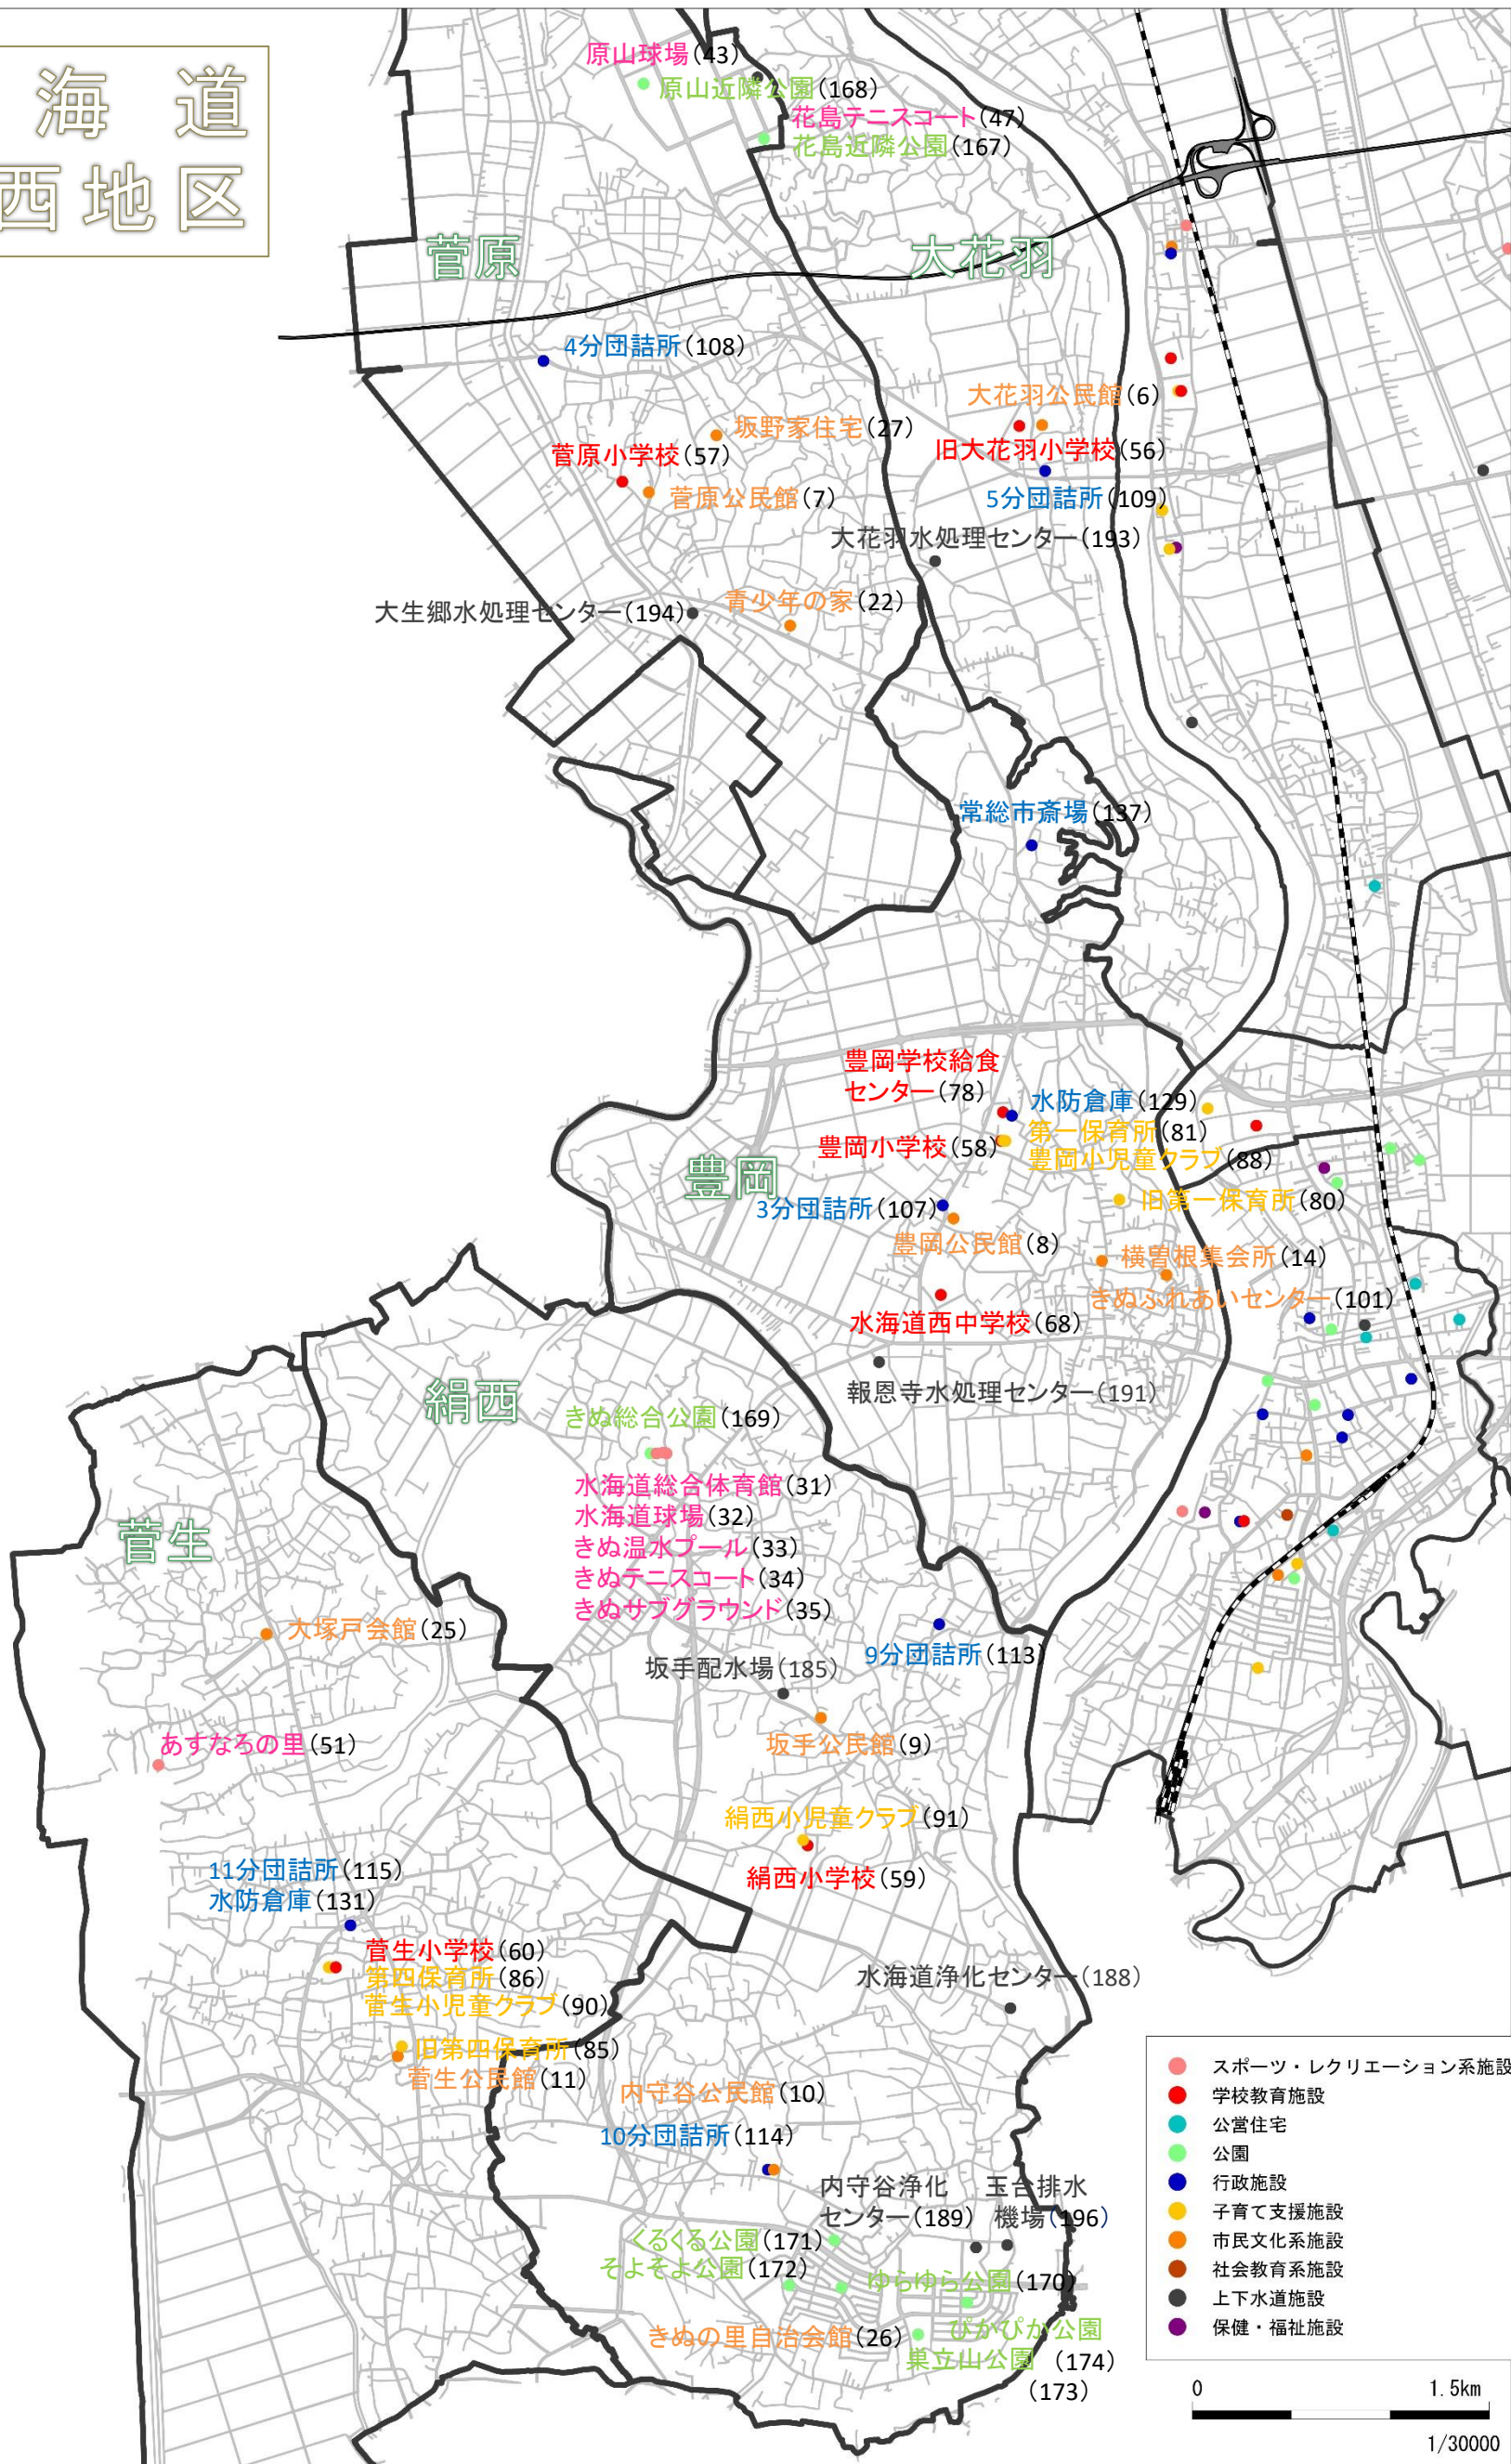 海道
西地区
原山球場(43)
原山近隣公園(168)
花島テニスコート(47)
花島近隣公園(167)
菅原
大花羽
4分団詰所(108)
大花羽公民館(6)
坂野家住宅(27)
菅原小学校(57)
旧大花羽小学校(56)
菅原公民館(7)
5分団詰所(109)
大花羽水処理センター(193)
青少年の家(22)
大生郷水処理センター(194)
常総市斎場(137)
豊岡学校給食
センター(78)
水防倉庫(129)
第一保育所(81)
豊岡小学校(58)
豊岡小児童クラブ(88)
豊岡
旧第一保育所(80)
3分団詰所(107)
豊岡公民館(8)
横曽根集会所(14)
きぬふれあいセンター(101)
水海道西中学校(68)
報恩寺水処理センター(191)
絹西
きぬ総合公園(169)
水海道総合体育館(31)
水海道球場(32)
きぬ温水プール(33)
きぬテニスコート(34)
きぬサブグラウンド(35)
菅生
大塚戸会館(25)
9分団詰所(113)
坂手配水場(185)
坂手公民館(9)
あすなろの里(51)
絹西小児童クラブ(91)
絹西小学校(59)
11分団詰所(115)
水防倉庫(131)
菅生小学校(60)
第四保育所(86)
菅生小児童クラブ(90)
水海道浄化センター(188)
旧第四保育所(85)
菅生公民館(11)
内守谷公民館(10)
10分団詰所(114)
内守谷浄化
センター(189)
玉台排水
機場(196)
くるくる公園(171)
そよそよ公園(172)
ゆらゆら公園(170)
きぬの里自治会館(26)
ぴかぴか公園
(174)
巣立山公園
(173)
スポーツ・レクリエーション系施設
学校教育施設
公営住宅
公園
行政施設
子育て支援施設
市民文化系施設
社会教育系施設
上下水道施設
保健・福祉施設
0 1.5km
1/30000